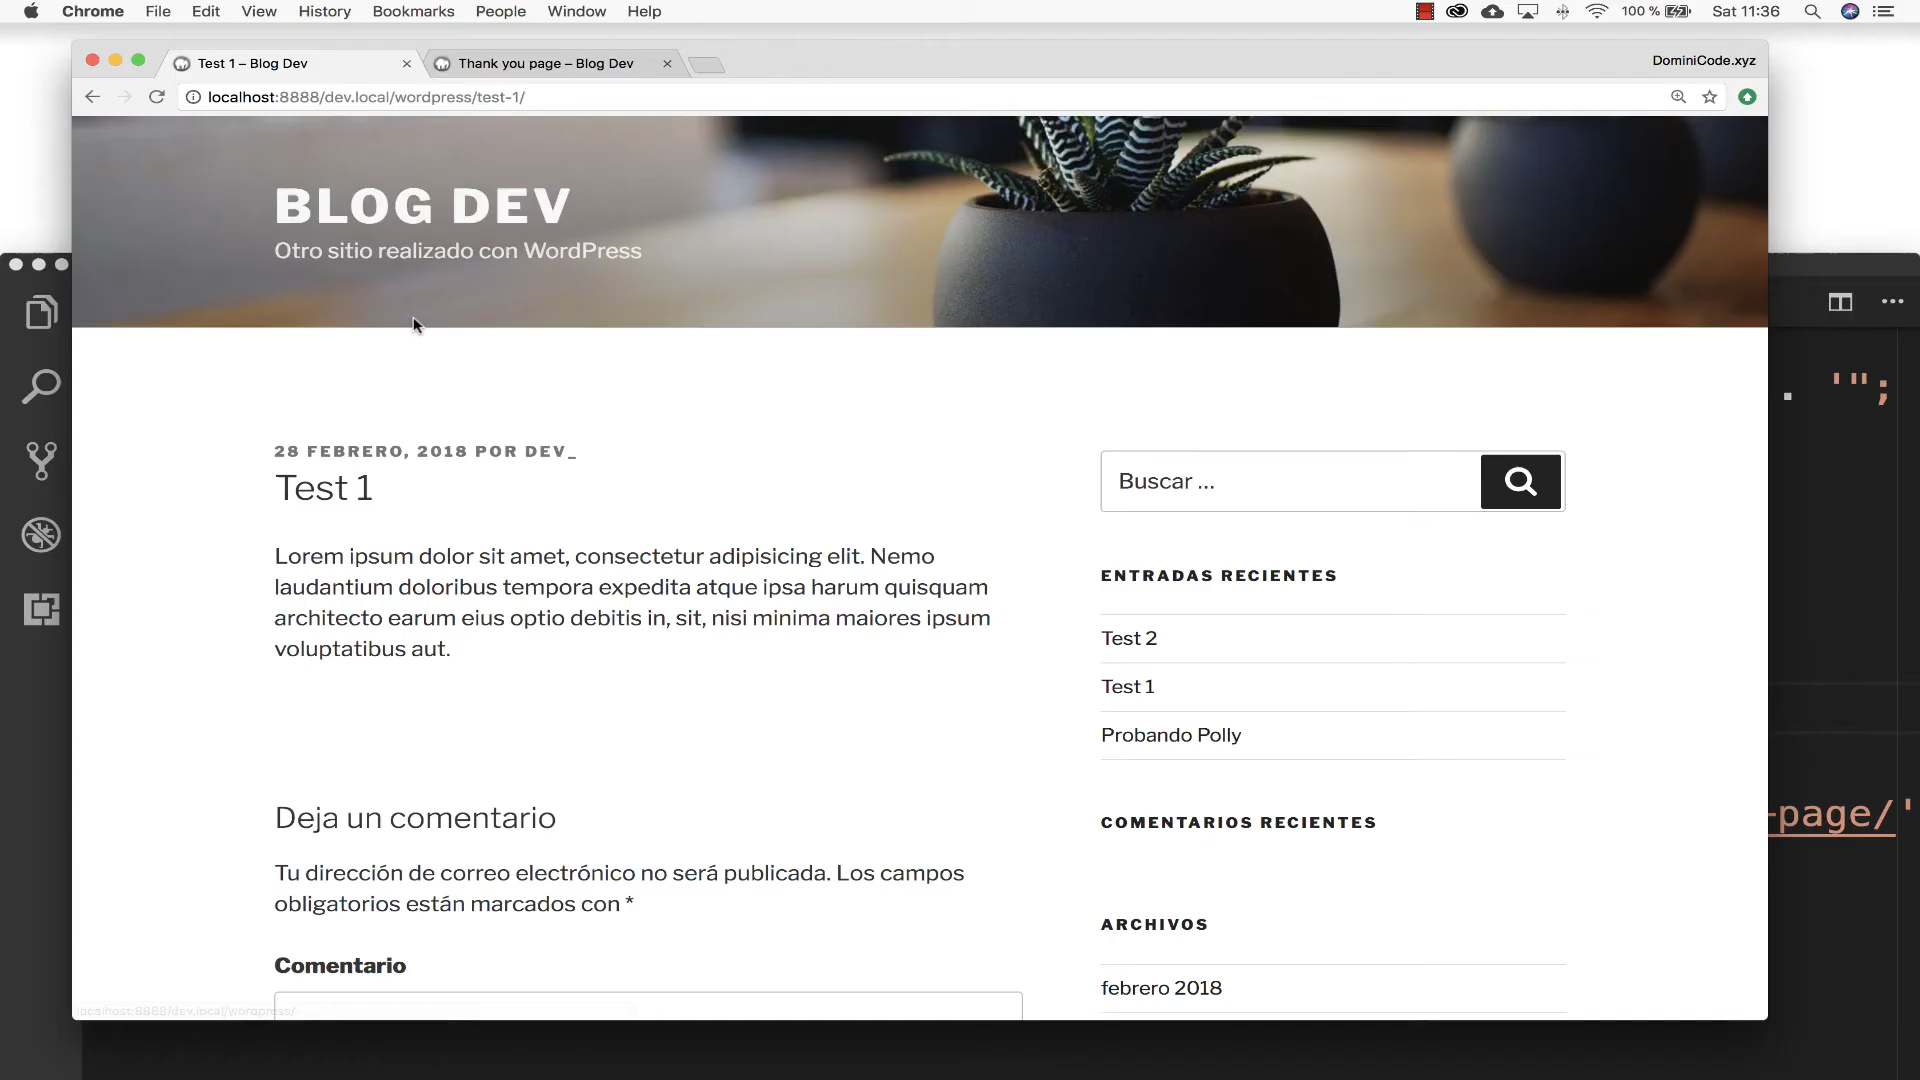 Chrome File Edit View History Bookmarks People Window Help
100 % Sat 11:36
Test 1 – Blog Dev
Thank you page – Blog Dev
DominiCode.xyz
localhost:8888/dev.local/wordpress/test-1/
BLOG DEV
Otro sitio realizado con WordPress
. '";
28 FEBRERO, 2018 POR DEV_
Test 1
Lorem ipsum dolor sit amet, consectetur adipisicing elit. Nemo
laudantium doloribus tempora expedita atque ipsa harum quisquam
architecto earum eius optio debitis in, sit, nisi minima maiores ipsum
voluptatibus aut.
Deja un comentario
Tu dirección de correo electrónico no será publicada. Los campos
obligatorios están marcados con *
Comentario
Buscar ...
ENTRADAS RECIENTES
Test 2
Test 1
Probando Polly
COMENTARIOS RECIENTES
ARCHIVOS
febrero 2018
-page/'
localhost:8888/dev.local/wordpress/